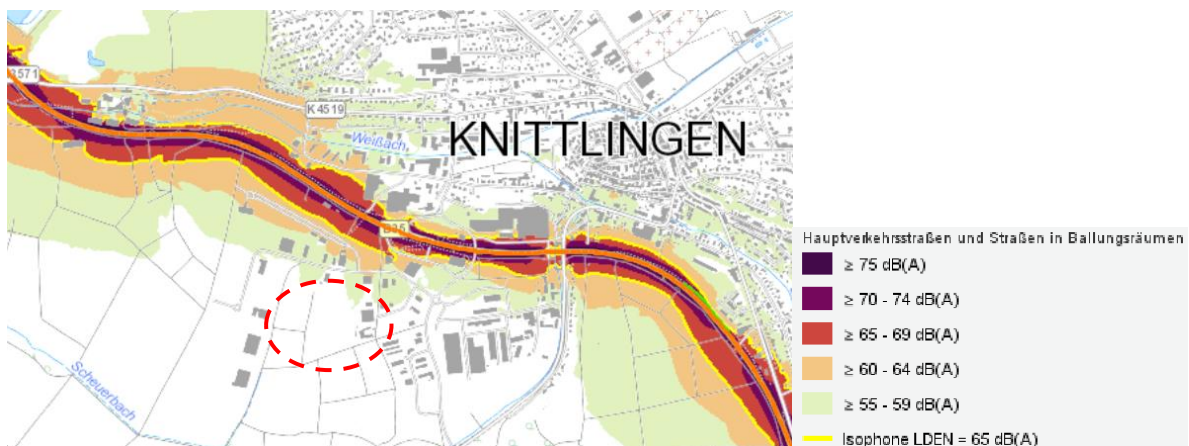 B571
K 4519
Weißach
KNITTLINGEN
B35
Scheuerbach
Hauptverkehrsstraßen und Straßen in Ballungsräumen
≥ 75 dB(A)
≥ 70 - 74 dB(A)
≥ 65 - 69 dB(A)
≥ 60 - 64 dB(A)
≥ 55 - 59 dB(A)
Isophone LDEN = 65 dB(A)